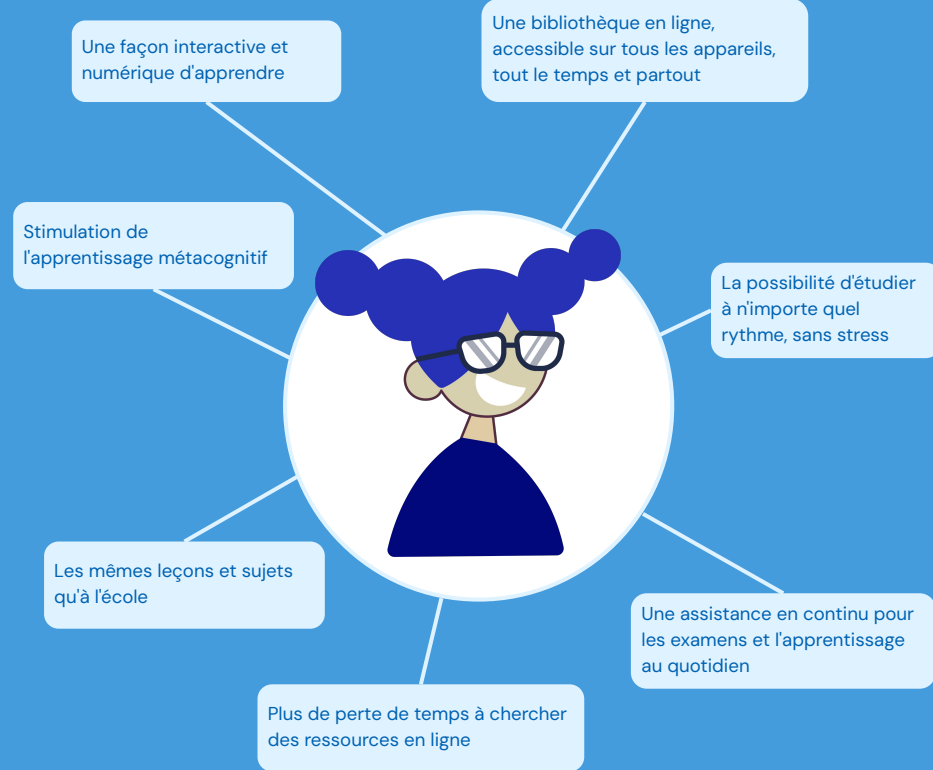 Une façon interactive et
numérique d'apprendre
Une bibliothèque en ligne,
accessible sur tous les appareils,
tout le temps et partout
Stimulation de
l'apprentissage métacognitif
La possibilité d'étudier
à n'importe quel
rythme, sans stress
Les mêmes leçons et sujets
qu'à l'école
Une assistance en continu pour
les examens et l'apprentissage
au quotidien
Plus de perte de temps à chercher
des ressources en ligne